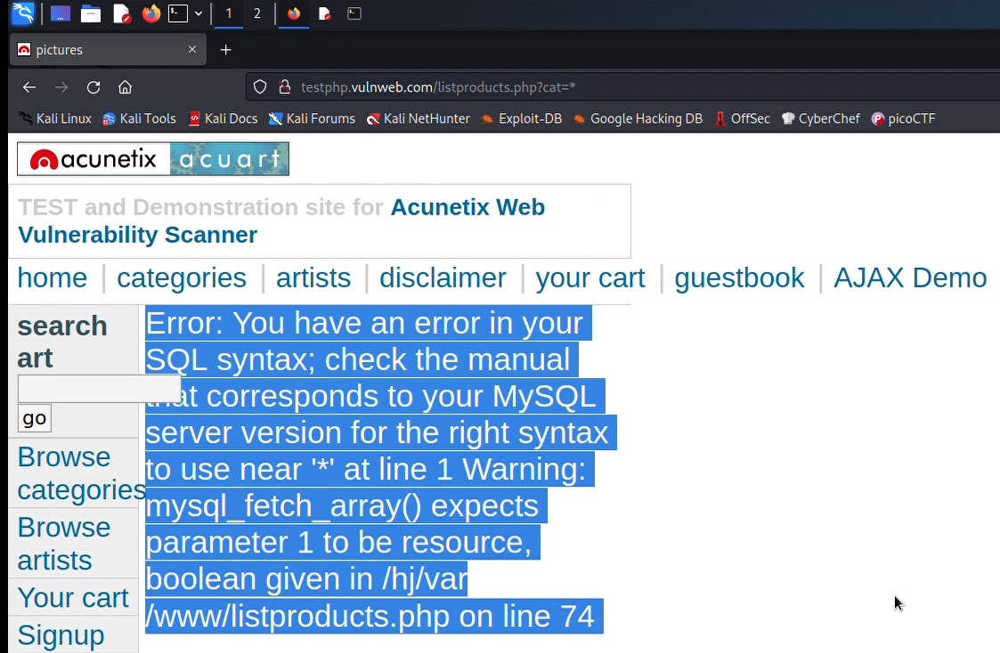 1 2
pictures
testphp.vulnweb.com/listproducts.php?cat=*
Kali Linux Kali Tools Kali Docs Kali Forums Kali NetHunter Exploit-DB Google Hacking DB OffSec CyberChef picoCTF
acunetix acuart
TEST and Demonstration site for Acunetix Web
Vulnerability Scanner
home | categories | artists | disclaimer | your cart | guestbook | AJAX Demo
search
art
go
Browse
categories
Browse
artists
Your cart
Signup
Error: You have an error in your
SQL syntax; check the manual
that corresponds to your MySQL
server version for the right syntax
to use near '*' at line 1 Warning:
mysql_fetch_array() expects
parameter 1 to be resource,
boolean given in /hj/var
/www/listproducts.php on line 74